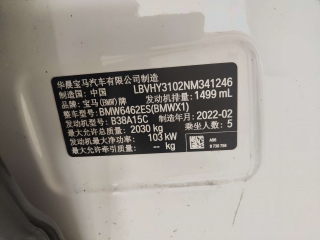 华晨宝马汽车有限公司制造
制造国：中国 LBVHY3102NM341246
品牌：宝马(BMW)牌 发动机排量：1499 mL
整车型号：BMW6462ES(BMWX1)
发动机型号：B38A15C 制造年月：2022-02
最大允许总质量：2030 kg 乘坐人数：5
发动机最大净功率：103 kW
最大允许牵引质量：-- kg